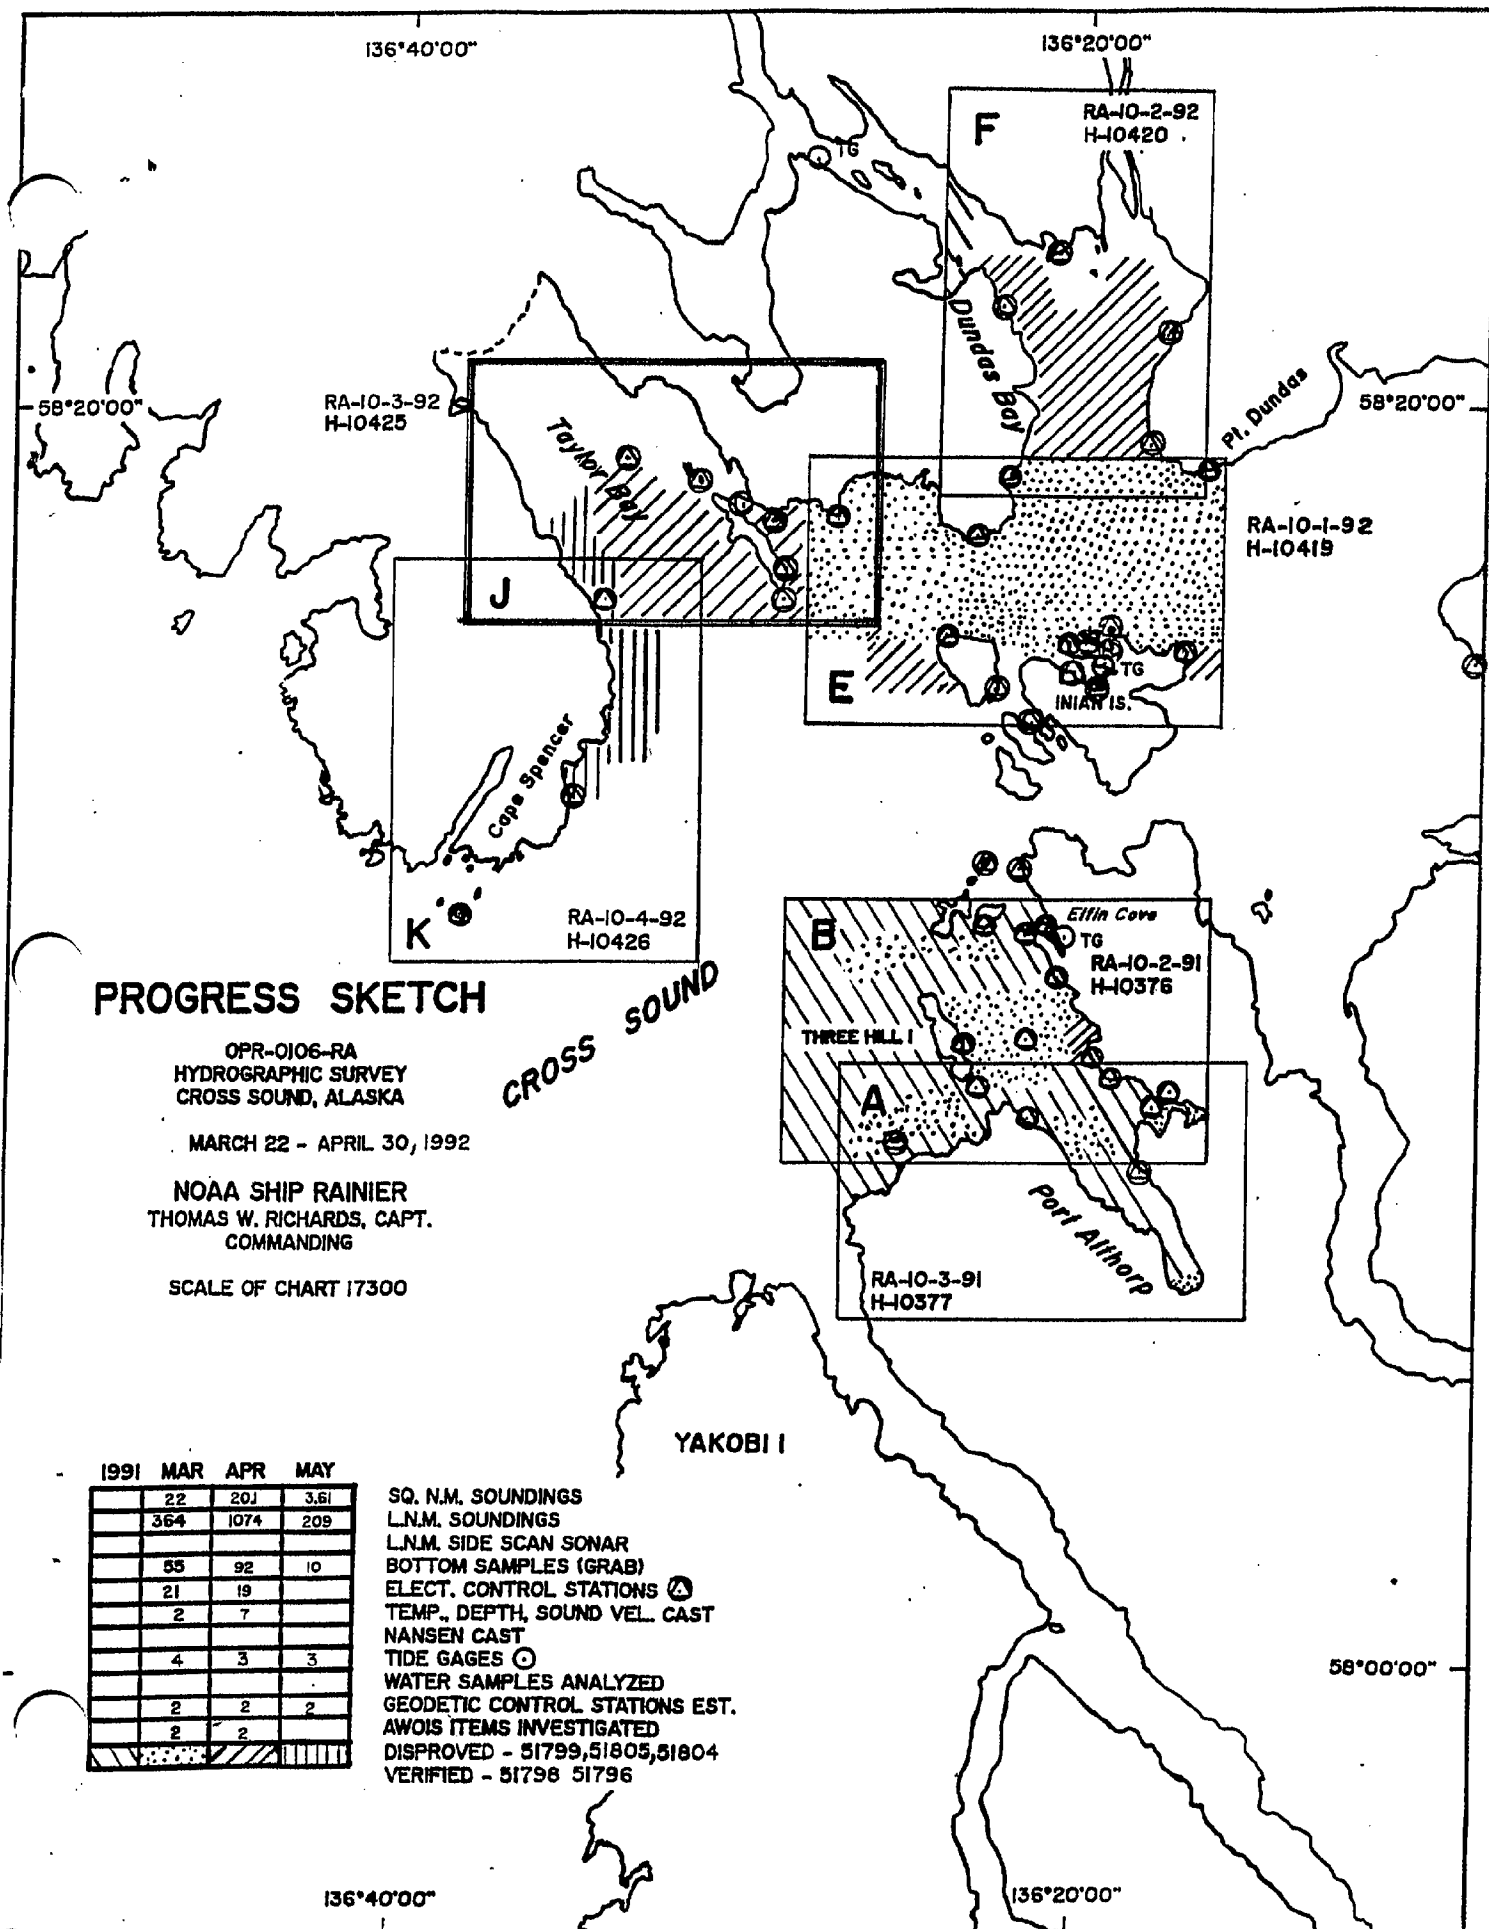 136°40'00"
136°20'00"
F
RA-10-2-92
H-10420
TG
Dundas Bay
58°20'00"
RA-10-3-92
H-10425
Taylor Bay
Pt. Dundas
58°20'00"
RA-10-1-92
H-10419
J
E
TG
INIAN IS.
Cape Spencer
K
RA-10-4-92
H-10426
B
Elfin Cove
TG
RA-10-2-91
H-10376
PROGRESS SKETCH
CROSS SOUND
THREE HILL I
OPR-O106-RA
HYDROGRAPHIC SURVEY
CROSS SOUND, ALASKA
A
MARCH 22 - APRIL 30, 1992
NOAA SHIP RAINIER
THOMAS W. RICHARDS, CAPT.
COMMANDING
Port Althorp
SCALE OF CHART 17300
RA-10-3-91
H-10377
YAKOBI I
1991 MAR APR MAY
22 20.1 3.61 SQ. N.M. SOUNDINGS
364 1074 209 L.N.M. SOUNDINGS
L.N.M. SIDE SCAN SONAR
55 92 10 BOTTOM SAMPLES (GRAB)
21 19 ELECT. CONTROL STATIONS
2 7 TEMP., DEPTH, SOUND VEL. CAST
NANSEN CAST
4 3 3 TIDE GAGES
WATER SAMPLES ANALYZED
2 2 2 GEODETIC CONTROL STATIONS EST.
2 2 AWOIS ITEMS INVESTIGATED
DISPROVED - 51799,51805,51804
VERIFIED - 51798 51796
58°00'00"
136°40'00"
136°20'00"